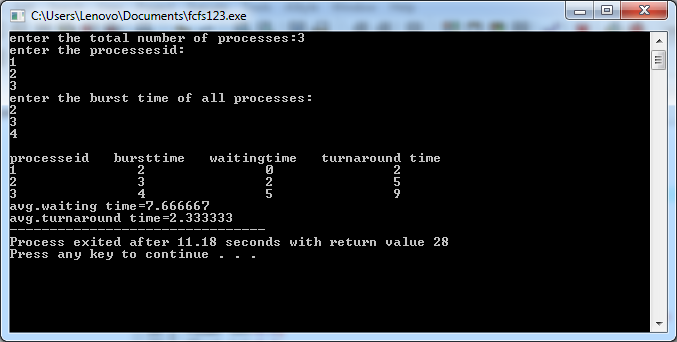 C:\Users\Lenovo\Documents\fcfs123.exe
enter the total number of processes:3
enter the processesid:
1
2
3
enter the burst time of all processes:
2
3
4
processeid bursttime waitingtime turnaround time
1 2 0 2
2 3 2 5
3 4 5 9
avg.waiting time=7.666667
avg.turnaround time=2.333333
--------------------------------
Process exited after 11.18 seconds with return value 28
Press any key to continue . . .